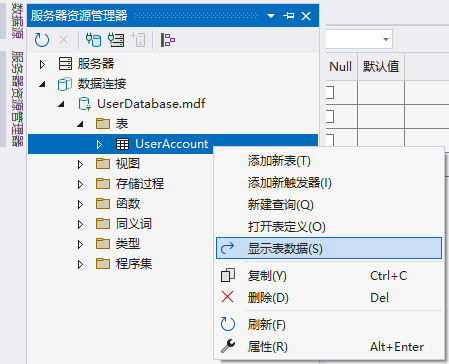 数据源
服务器资源管理器
服务器资源管理器
服务器
数据连接
UserDatabase.mdf
表
UserAccount
视图
存储过程
函数
同义词
类型
程序集
Null 默认值
添加新表(T)
添加新触发器(I)
新建查询(Q)
打开表定义(O)
显示表数据(S)
复制(Y) Ctrl+C
删除(D) Del
刷新(F)
属性(R) Alt+Enter